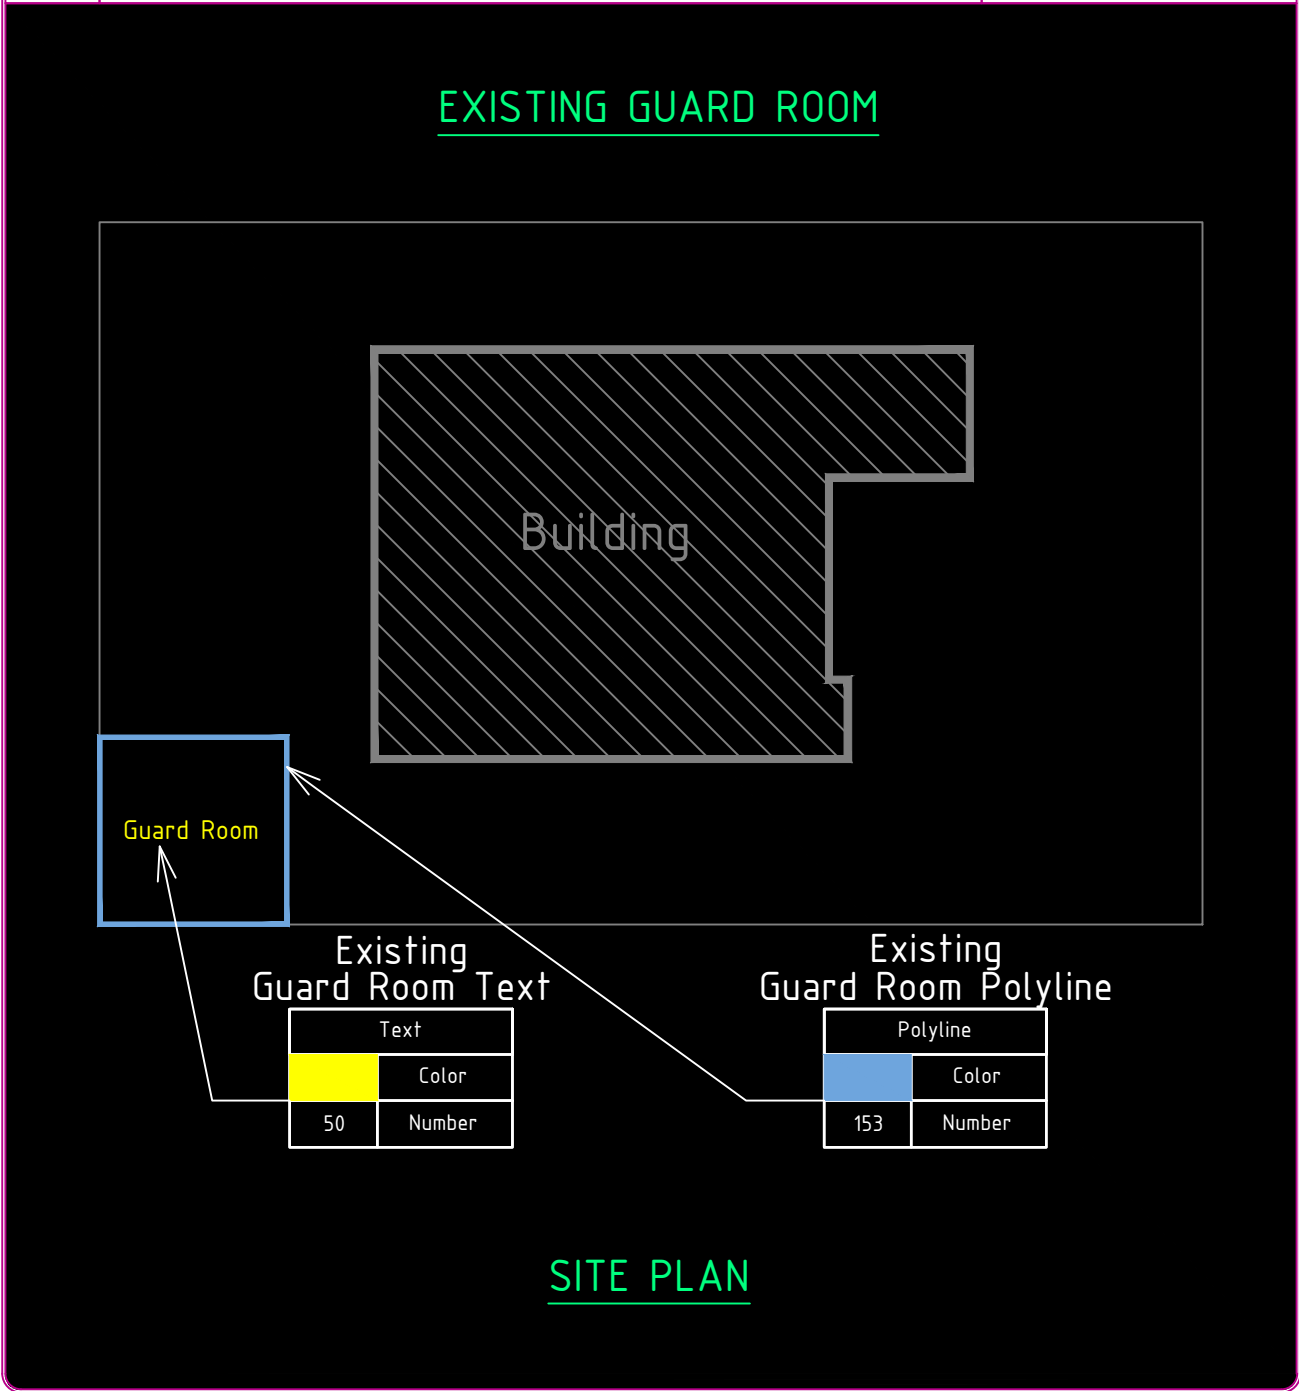 EXISTING GUARD ROOM
Building
Guard Room
Existing
Guard Room Text
Text
Color
50 Number
Existing
Guard Room Polyline
Polyline
Color
153 Number
SITE PLAN